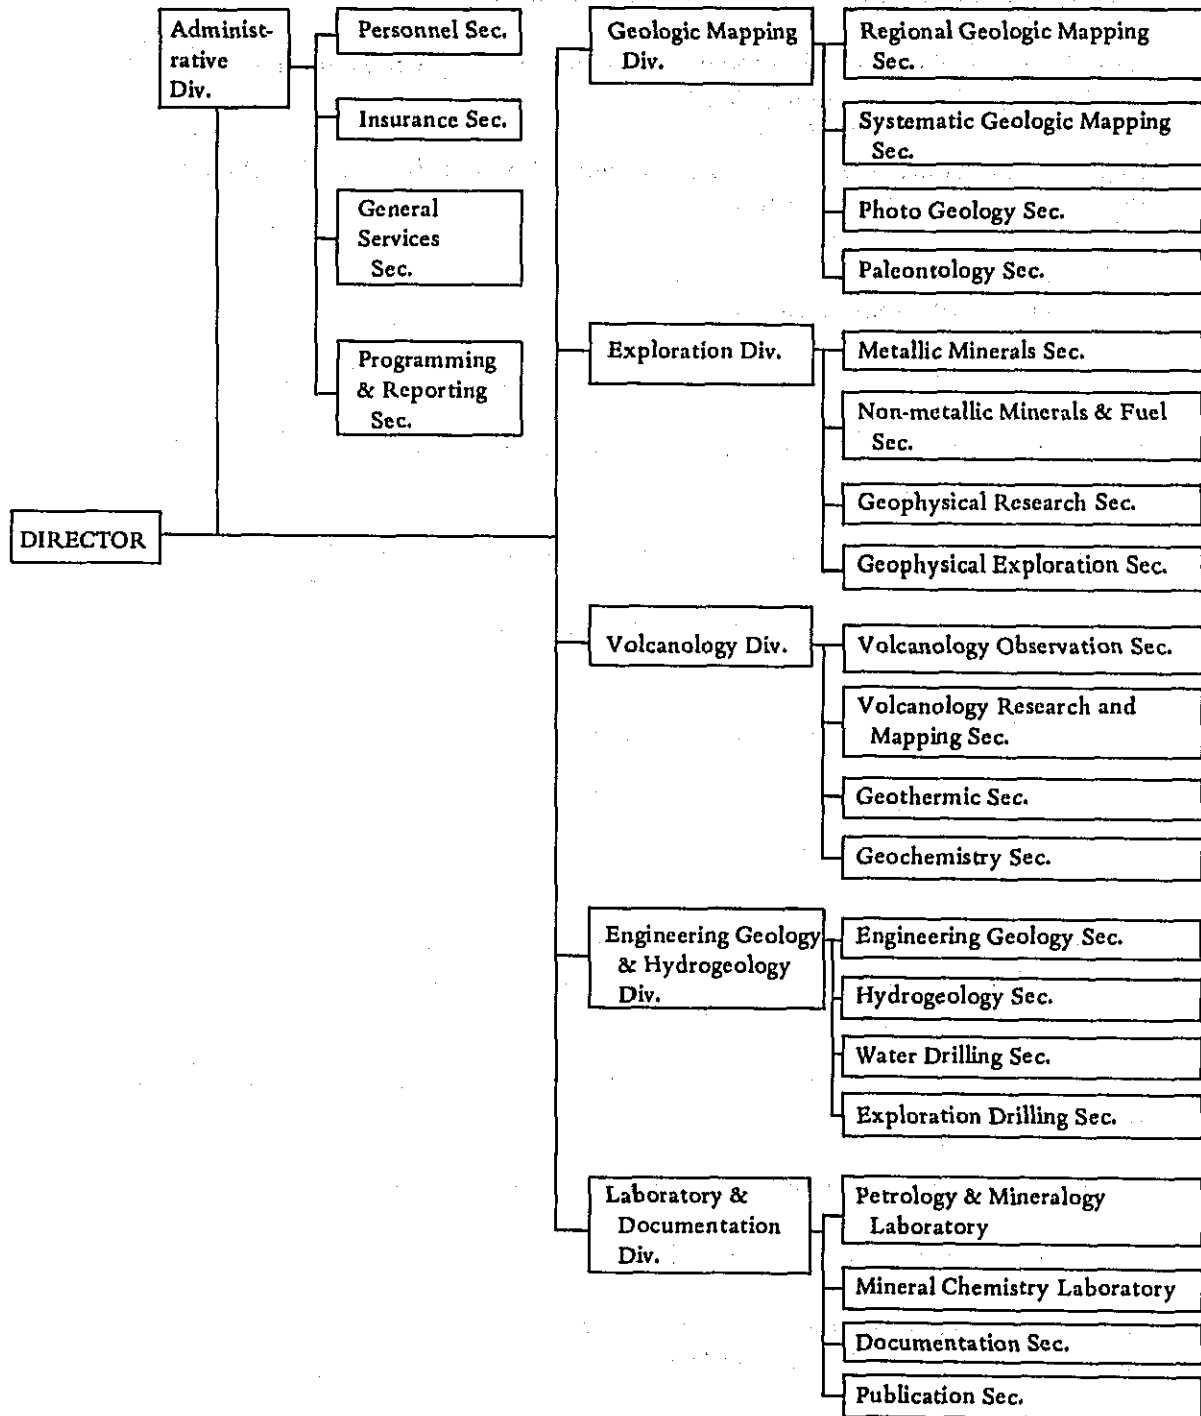 Administ-
rative
Div.
Personnel Sec.
Insurance Sec.
General
Services
Sec.
Programming
& Reporting
Sec.
DIRECTOR
Geologic Mapping
Div.
Regional Geologic Mapping
Sec.
Systematic Geologic Mapping
Sec.
Photo Geology Sec.
Paleontology Sec.
Exploration Div.
Metallic Minerals Sec.
Non-metallic Minerals & Fuel
Sec.
Geophysical Research Sec.
Geophysical Exploration Sec.
Volcanology Div.
Volcanology Observation Sec.
Volcanology Research and
Mapping Sec.
Geothermic Sec.
Geochemistry Sec.
Engineering Geology
& Hydrogeology
Div.
Engineering Geology Sec.
Hydrogeology Sec.
Water Drilling Sec.
Exploration Drilling Sec.
Laboratory &
Documentation
Div.
Petrology & Mineralogy
Laboratory
Mineral Chemistry Laboratory
Documentation Sec.
Publication Sec.